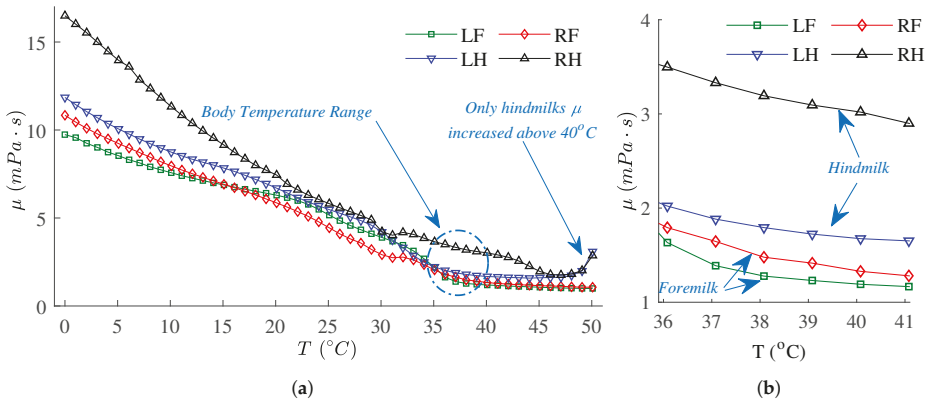 15
10
5
0
μ (mPa · s)
LF
RF
LH
RH
Body Temperature Range
Only hindmilks μ
increased above 40°C
0 5 10 15 20 25 30 35 40 45 50
T (°C)
(a)
4
3
2
1
μ (mPa · s)
LF
RF
LH
RH
Hindmilk
Foremilk
36 37 38 39 40 41
T (°C)
(b)